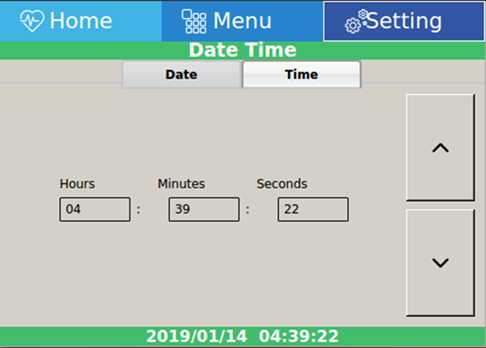 Home Menu Setting
Date Time
Date Time
Hours Minutes Seconds
04 : 39 : 22
2019/01/14 04:39:22